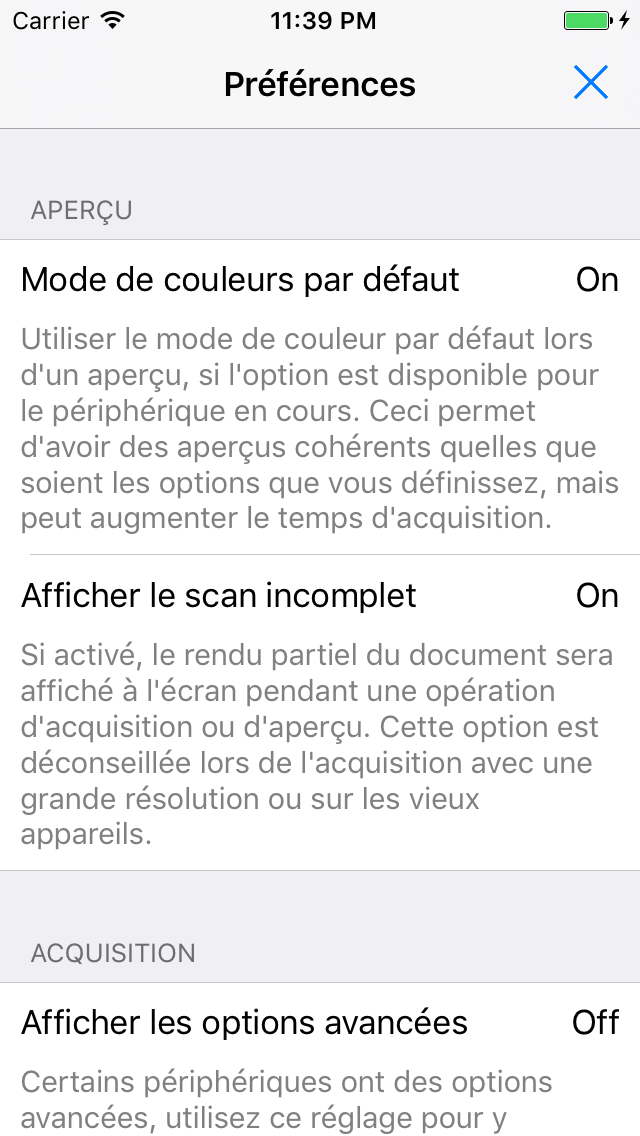 Carrier 11:39 PM
Préférences
APERÇU
Mode de couleurs par défaut On
Utiliser le mode de couleur par défaut lors
d'un aperçu, si l'option est disponible pour
le périphérique en cours. Ceci permet
d'avoir des aperçus cohérents quelles que
soient les options que vous définissez, mais
peut augmenter le temps d'acquisition.
Afficher le scan incomplet On
Si activé, le rendu partiel du document sera
affiché à l'écran pendant une opération
d'acquisition ou d'aperçu. Cette option est
déconseillée lors de l'acquisition avec une
grande résolution ou sur les vieux
appareils.
ACQUISITION
Afficher les options avancées Off
Certains périphériques ont des options
avancées, utilisez ce réglage pour y